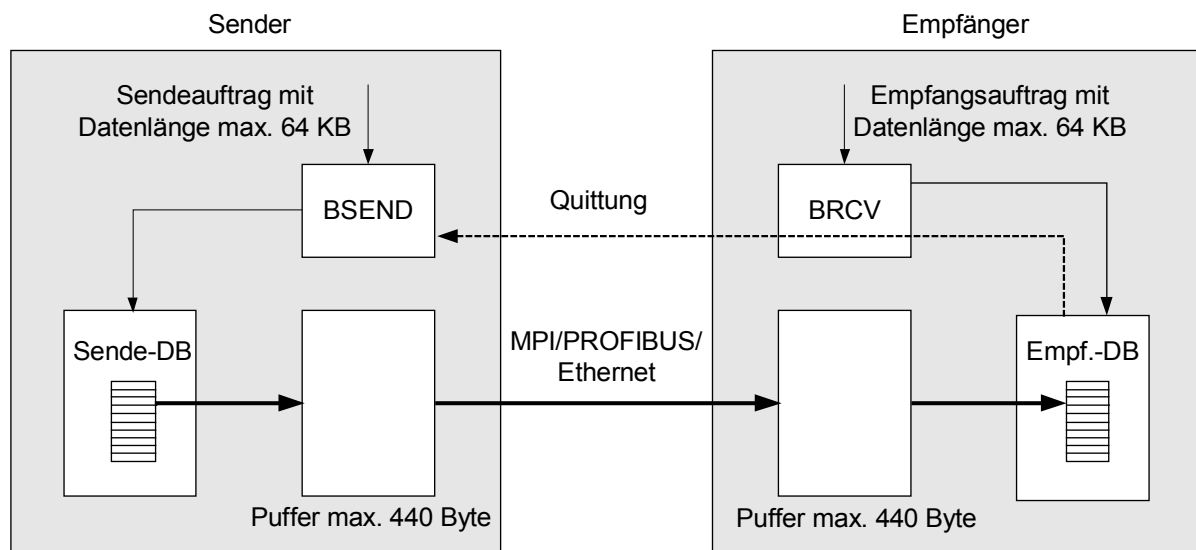 Sender
Empfänger
Sendeauftrag mit
Datenlänge max. 64 KB
Empfangsauftrag mit
Datenlänge max. 64 KB
BSEND
Quittung
BRCV
Sende-DB
MPI/PROFIBUS/
Ethernet
Empf.-DB
Puffer max. 440 Byte
Puffer max. 440 Byte